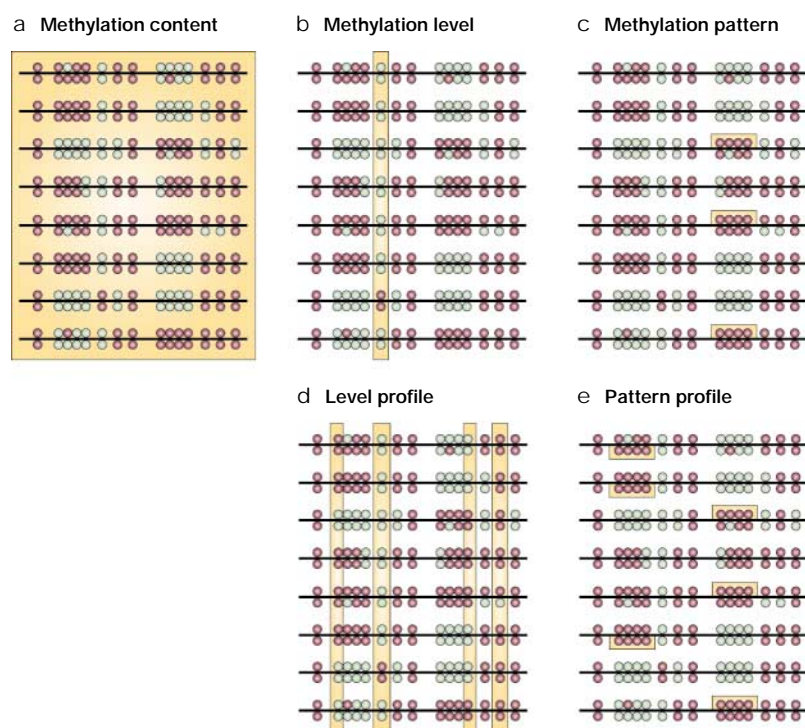 a Methylation content
b Methylation level
c Methylation pattern
d Level profile
e Pattern profile